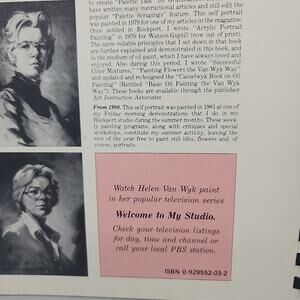 to create "Palette Talk" for Grumbacher
have written many instructional articles and still edit the
popular "Palette Scrapings" feature. This self portrait
was painted in 1979 for one of my articles in the magazine.
Once settled in Rockport, I wrote "Acrylic Portrait
Painting" in 1970 for Watson-Guptill (now out of print).
The same reliable principles that I set down in that book
are further explained and demonstrated in this book, and
in the medium of oil paint, which I have always loved and
enjoyed. Also during this period, I wrote "Successful
Color Mixtures," "Painting Flowers the Van Wyk Way"
and updated and redesigned the "Casselwyk Book on Oil
Painting" (Retitled "Basic Oil Painting the Van Wyk
Way"). These books are available through the publisher
Art Instruction Associates
From 1980. This self portrait was painted in 1981 at one of
my Friday morning demonstrations that I do in my
Rockport studio during the summer months. These week-
ly painting programs, along with critiques and special
workshops, constitute my summer activity, leaving the
rest of the year free to paint still lifes, flowers and, of
course, portraits.
Watch Helen Van Wyk paint
in her popular television series
Welcome to My Studio.
Check your television listings
for day, time and channel or
call your local PBS station.
ISBN 0-929552-03-2